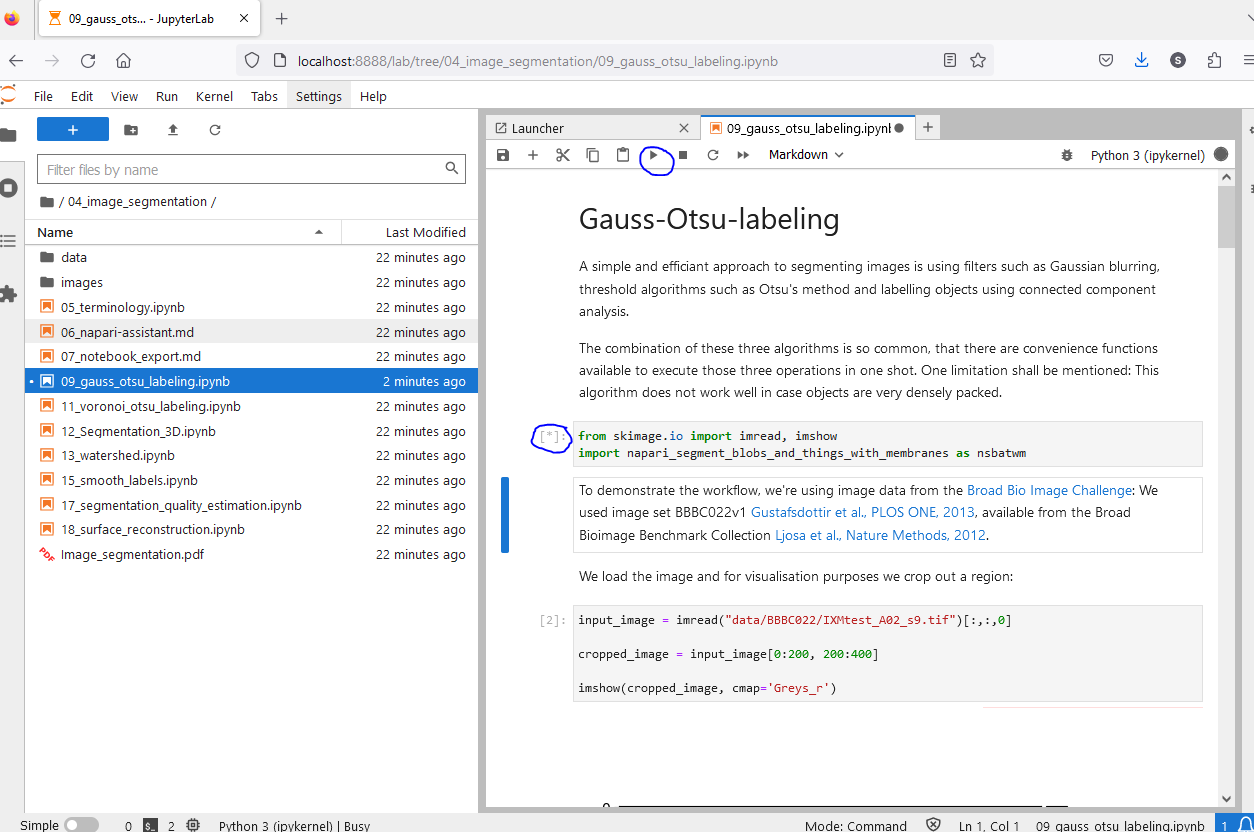 09_gauss_ots... - JupyterLab
localhost:8888/lab/tree/04_image_segmentation/09_gauss_otsu_labeling.ipynb
S
File Edit View Run Kernel Tabs Settings Help
Filter files by name
/ 04_image_segmentation /
Name Last Modified
data 22 minutes ago
images 22 minutes ago
05_terminology.ipynb 22 minutes ago
06_napari-assistant.md 22 minutes ago
07_notebook_export.md 22 minutes ago
09_gauss_otsu_labeling.ipynb 2 minutes ago
11_voronoi_otsu_labeling.ipynb 22 minutes ago
12_Segmentation_3D.ipynb 22 minutes ago
13_watershed.ipynb 22 minutes ago
15_smooth_labels.ipynb 22 minutes ago
17_segmentation_quality_estimation.ipynb 22 minutes ago
18_surface_reconstruction.ipynb 22 minutes ago
PDF Image_segmentation.pdf 22 minutes ago
Launcher 09_gauss_otsu_labeling.ipynb
Markdown Python 3 (ipykernel)
Gauss-Otsu-labeling
A simple and efficiant approach to segmenting images is using filters such as Gaussian blurring,
threshold algorithms such as Otsu's method and labelling objects using connected component
analysis.
The combination of these three algorithms is so common, that there are convenience functions
available to execute those three operations in one shot. One limitation shall be mentioned: This
algorithm does not work well in case objects are very densely packed.
[*]: from skimage.io import imread, imshow
import napari_segment_blobs_and_things_with_membranes as nsbatwm
To demonstrate the workflow, we're using image data from the Broad Bio Image Challenge: We
used image set BBBC022v1 Gustafsdottir et al., PLOS ONE, 2013, available from the Broad
Bioimage Benchmark Collection Ljosa et al., Nature Methods, 2012.
We load the image and for visualisation purposes we crop out a region:
[2]: input_image = imread("data/BBBC022/IXMtest_A02_s9.tif")[:,:,0]
cropped_image = input_image[0:200, 200:400]
imshow(cropped_image, cmap='Greys_r')
0
Simple 0 $_ 2 Python 3 (ipykernel) | Busy Mode: Command Ln 1, Col 1 09_gauss_otsu_labeling.ipynb 1